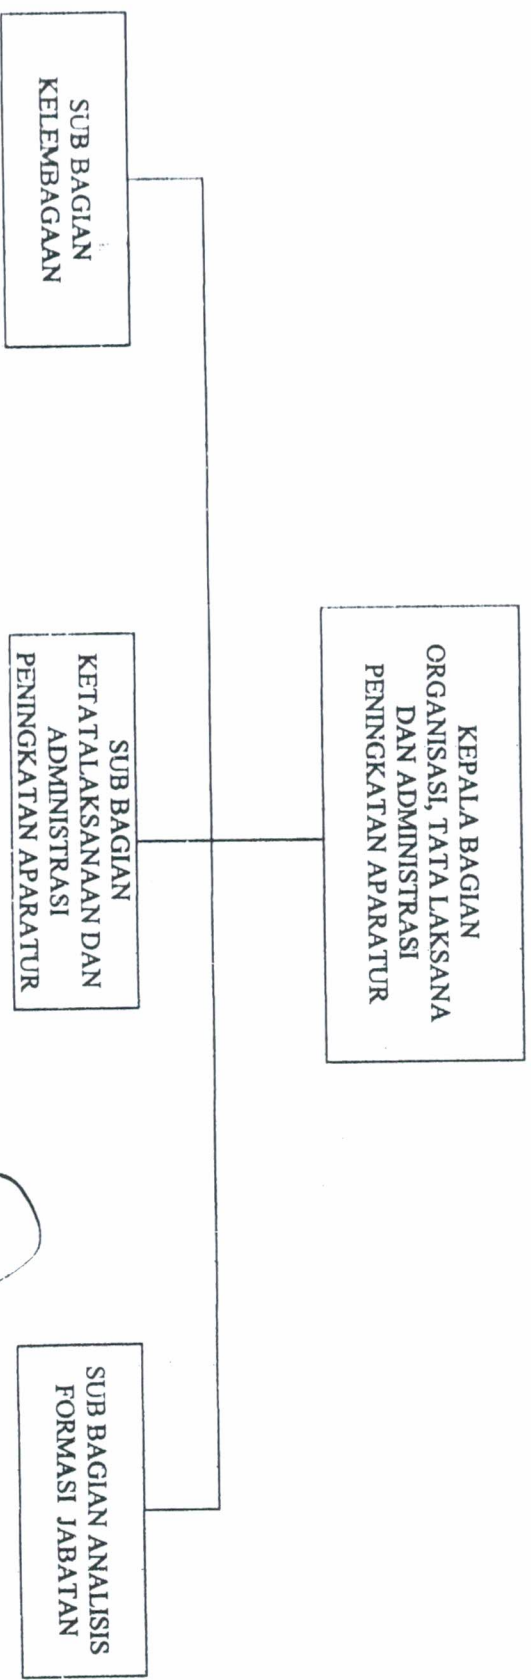 KEPALA BAGIAN
ORGANISASI, TATA LAKSANA
DAN ADMINISTRASI
PENINGKATAN APARATUR
SUB BAGIAN
KELEMBAGAAN
SUB BAGIAN
KETATALAKSANAAN DAN
ADMINISTRASI
PENINGKATAN APARATUR
SUB BAGIAN ANALISIS
FORMASI JABATAN